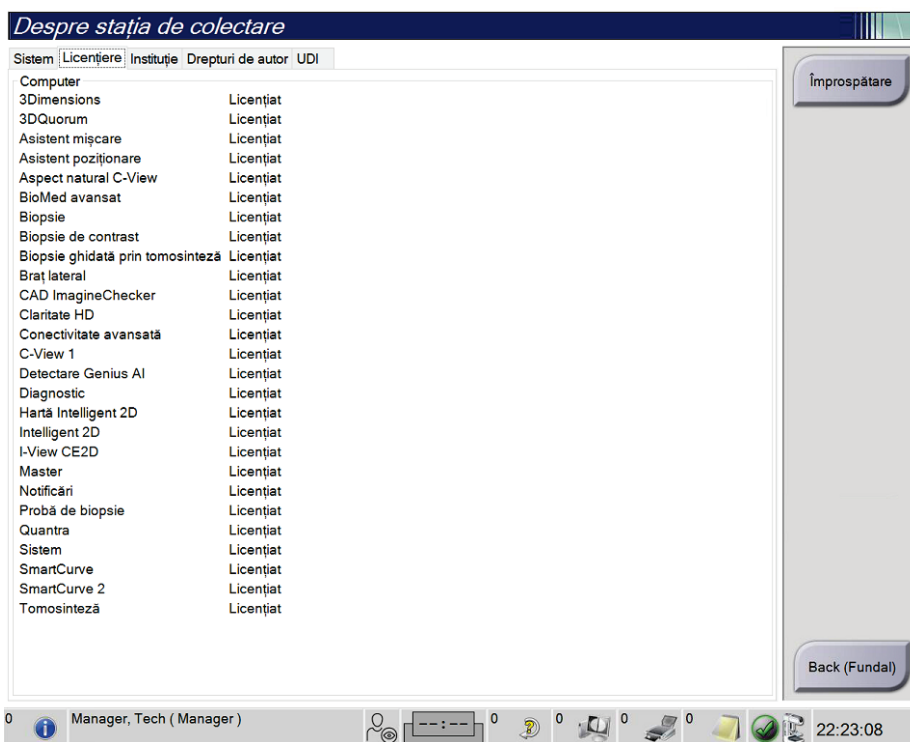 Despre stația de colectare
Sistem Licențiere Instituție Drepturi de autor UDI
Împrospătare
Computer
3Dimensions Licențiat
3DQuorum Licențiat
Asistent mișcare Licențiat
Asistent poziționare Licențiat
Aspect natural C-View Licențiat
BioMed avansat Licențiat
Biopsie Licențiat
Biopsie de contrast Licențiat
Biopsie ghidată prin tomosinteză Licențiat
Braț lateral Licențiat
CAD ImagineChecker Licențiat
Claritate HD Licențiat
Conectivitate avansată Licențiat
C-View 1 Licențiat
Detectare Genius AI Licențiat
Diagnostic Licențiat
Hartă Intelligent 2D Licențiat
Intelligent 2D Licențiat
I-View CE2D Licențiat
Master Licențiat
Notificări Licențiat
Probă de biopsie Licențiat
Quantra Licențiat
Sistem Licențiat
SmartCurve Licențiat
SmartCurve 2 Licențiat
Tomosinteză Licențiat
Back (Fundal)
0 Manager, Tech ( Manager ) --:-- 0 0 0 0 22:23:08